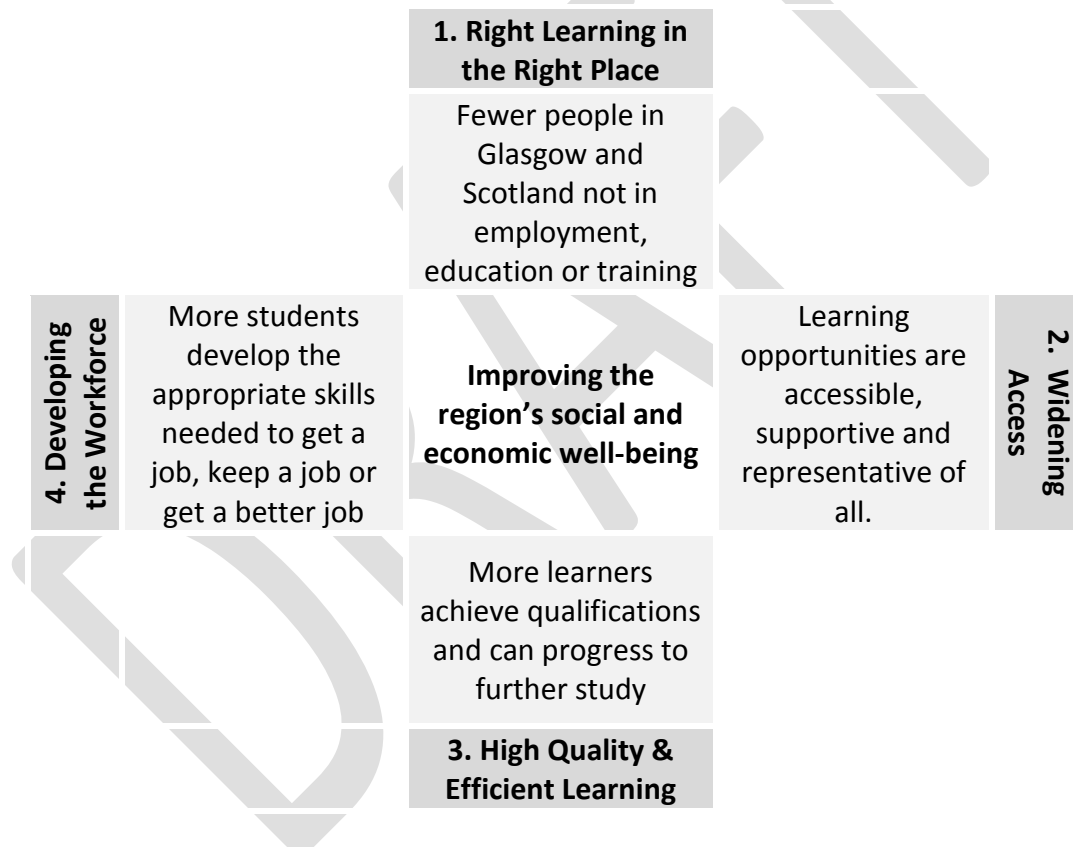 1. Right Learning in
the Right Place
Fewer people in
Glasgow and
Scotland not in
employment,
education or training
4. Developing
the Workforce
More students
develop the
appropriate skills
needed to get a
job, keep a job or
get a better job
Improving the
region’s social and
economic well-being
Learning
opportunities are
accessible,
supportive and
representative of
all.
2. Widening
Access
More learners
achieve qualifications
and can progress to
further study
3. High Quality &
Efficient Learning
DRAFT